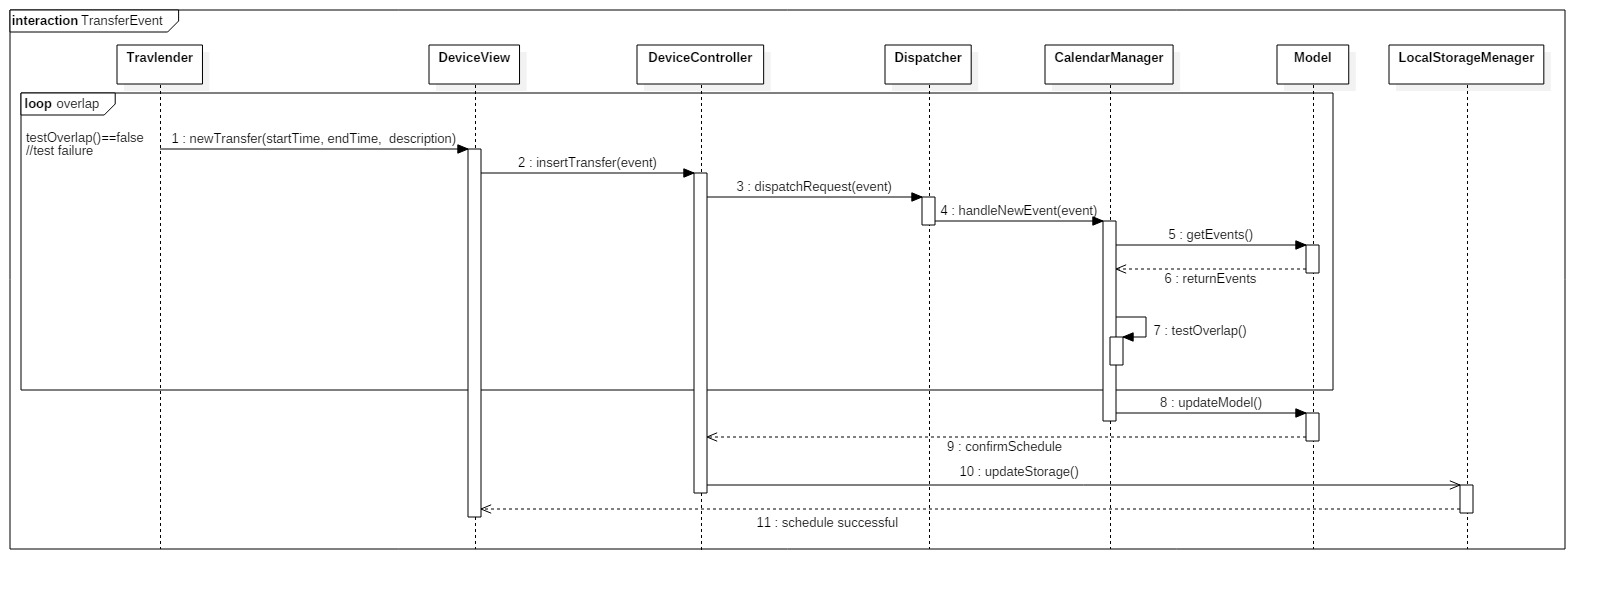 interaction TransferEvent
Travlender
DeviceView
DeviceController
Dispatcher
CalendarManager
Model
LocalStorageMenager
loop overlap
testOverlap()==false
//test failure
1 : newTransfer(startTime, endTime,  description)
2 : insertTransfer(event)
3 : dispatchRequest(event)
4 : handleNewEvent(event)
5 : getEvents()
6 : returnEvents
7 : testOverlap()
8 : updateModel()
9 : confirmSchedule
10 : updateStorage()
11 : schedule successful